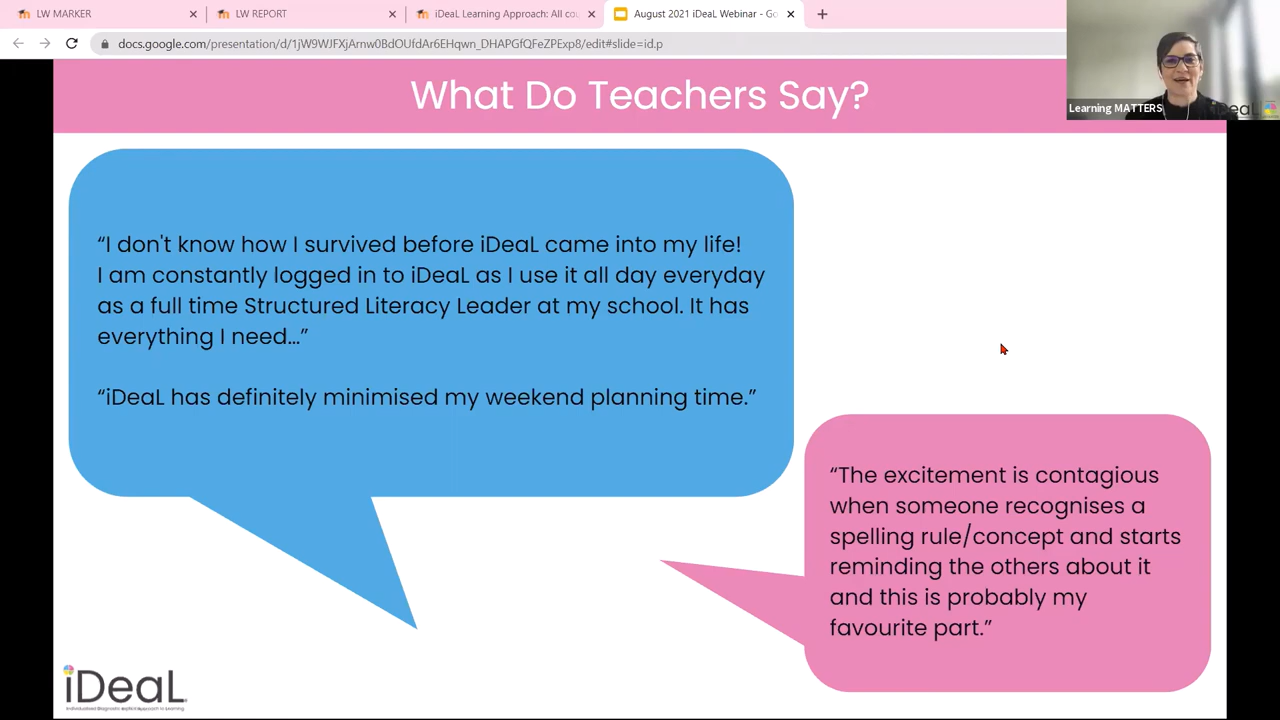 LW MARKER
LW REPORT
iDeaL Learning Approach: All cou
August 2021 iDeaL Webinar - Go
docs.google.com/presentation/d/1jW9WJFXjArnw0BdOUfdAr6EHqwn_DHAPGfQFeZPExp8/edit#slide=id.p
Learning MATTERS
iDeaL
What Do Teachers Say?
“I don't know how I survived before iDeaL came into my life!
I am constantly logged in to iDeaL as I use it all day everyday
as a full time Structured Literacy Leader at my school. It has
everything I need…”
“iDeaL has definitely minimised my weekend planning time.”
“The excitement is contagious
when someone recognises a
spelling rule/concept and starts
reminding the others about it
and this is probably my
favourite part.”
iDeaL